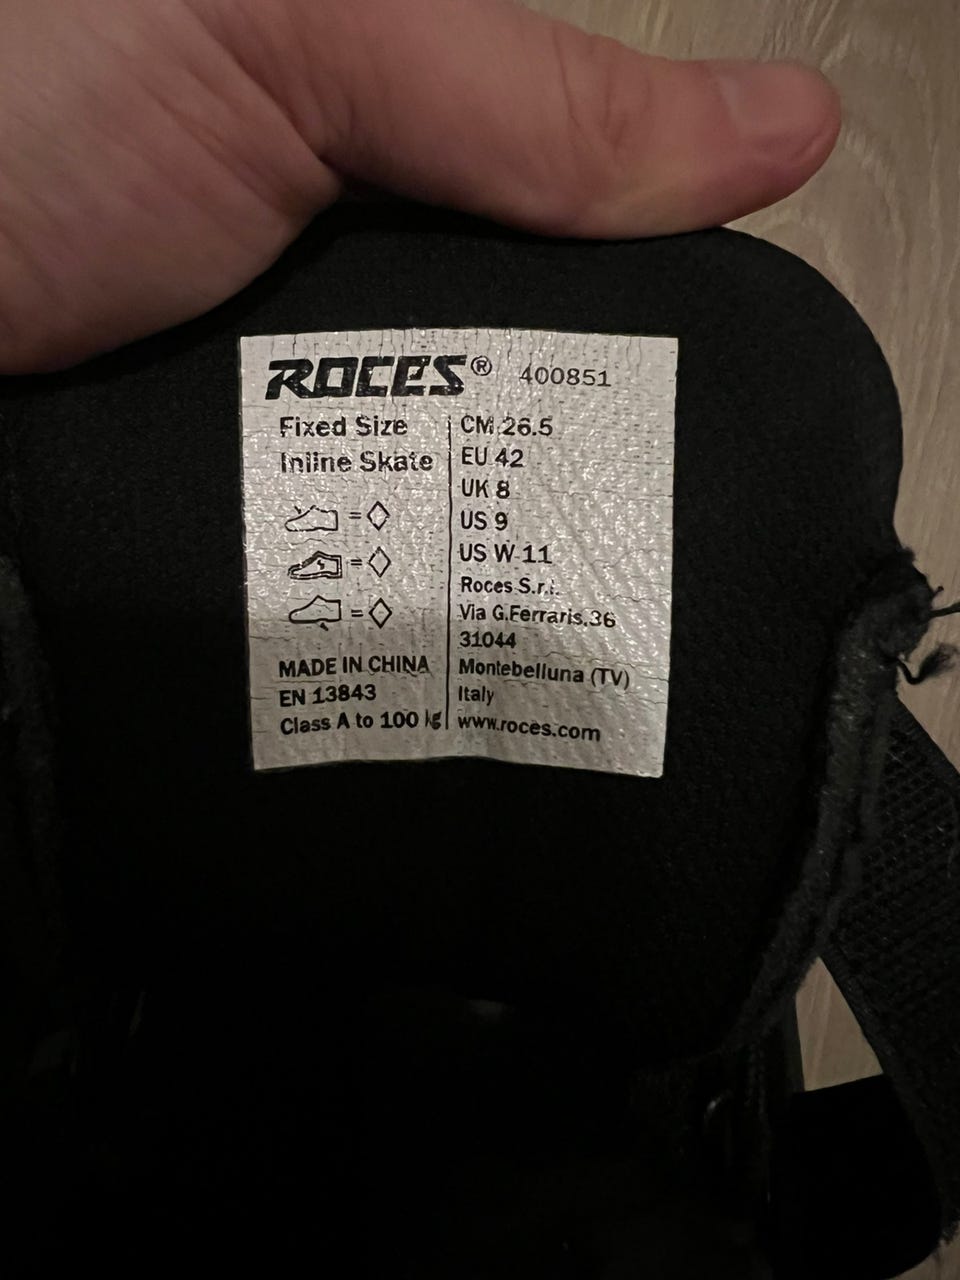 ROCES® 400851
Fixed Size
Inline Skate
MADE IN CHINA
EN 13843
Class A to 100 kg
CM 26.5
EU 42
UK 8
US 9
US W 11
Roces S.r.l.
Via G.Ferraris,36
31044
Montebelluna (TV)
Italy
www.roces.com